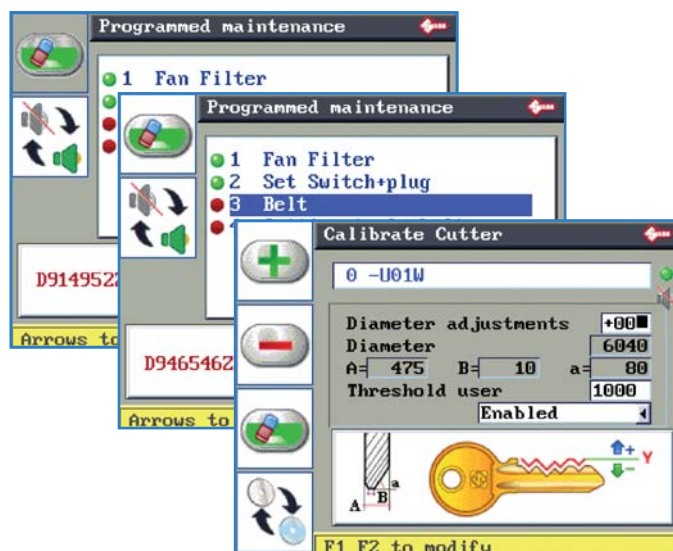 Programmed maintenance
1 Fan Filter
D914952
Arrows to
Programmed maintenance
1 Fan Filter
2 Set Switch+plug
3 Belt
D946546
Arrows to
Calibrate Cutter
0 -U01W
Diameter adjustments +00
Diameter 6040
A= 475 B= 10 a= 80
Threshold user 1000
Enabled
+ Y
-
a
A B
F1 F2 to modify